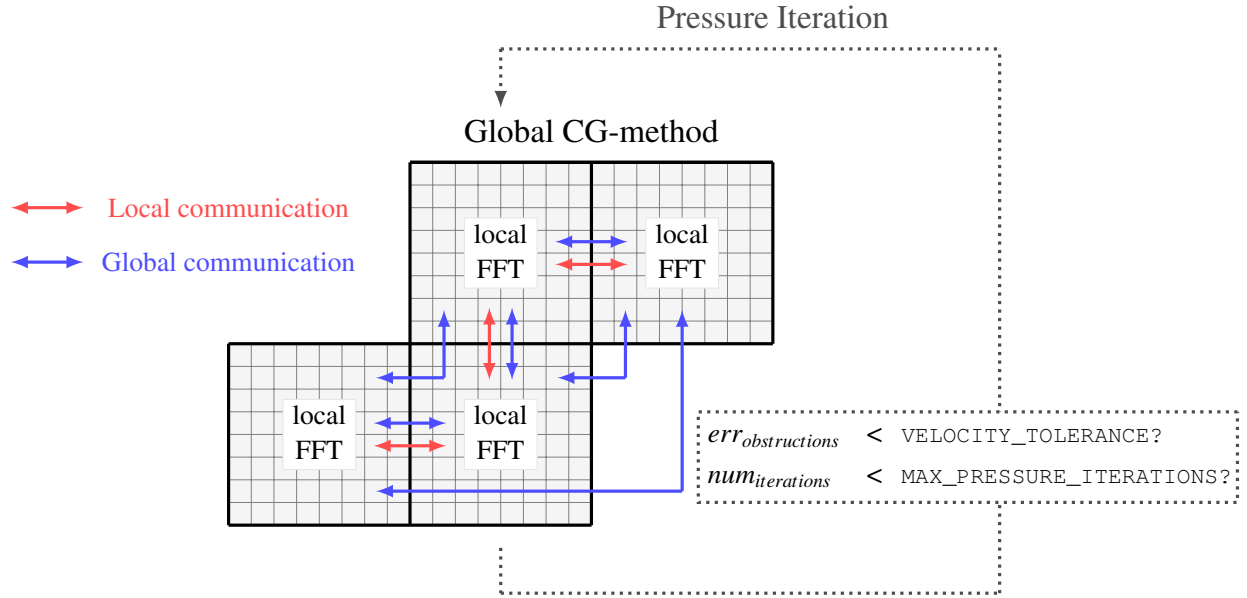 Pressure Iteration
Global CG-method
Local communication
Global communication
local
FFT
local
FFT
local
FFT
local
FFT
err_obstructions < VELOCITY_TOLERANCE?
num_iterations < MAX_PRESSURE_ITERATIONS?